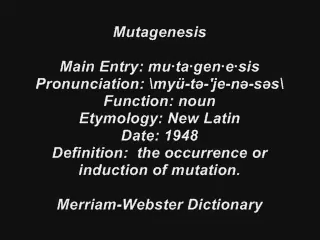 Mutagenesis
Main Entry: mu·ta·gen·e·sis
Pronunciation: \myü-tə-'je-nə-səs\
Function: noun
Etymology: New Latin
Date: 1948
Definition:  the occurrence or
induction of mutation.
Merriam-Webster Dictionary